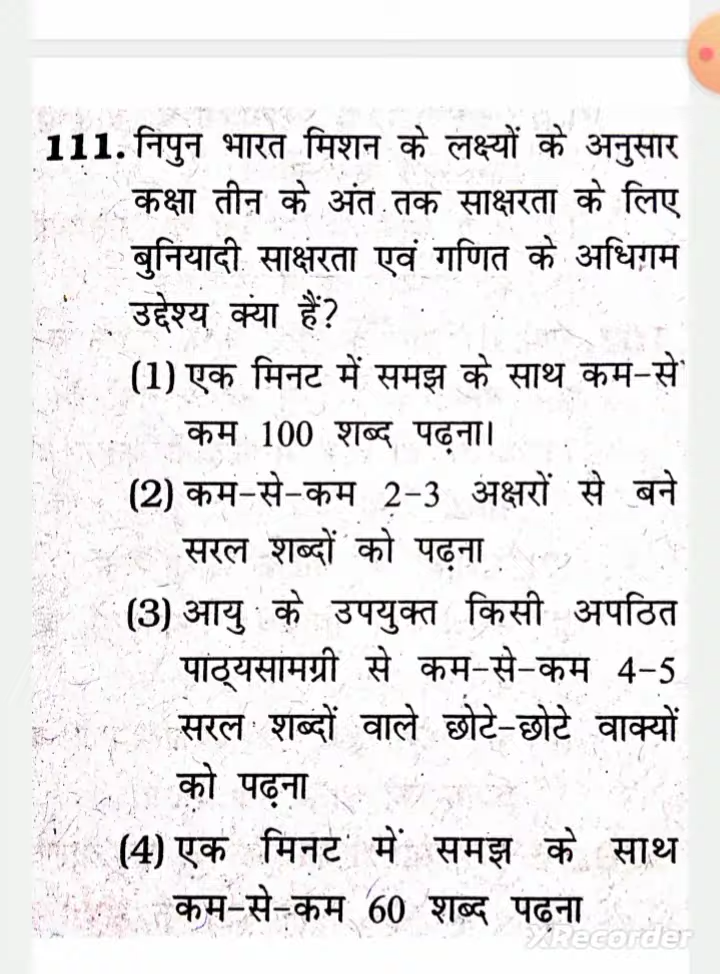 111. निपुन भारत मिशन के लक्ष्यों के अनुसार
कक्षा तीन के अंत तक साक्षरता के लिए
बुनियादी साक्षरता एवं गणित के अधिगम
उद्देश्य क्या हैं?
(1) एक मिनट में समझ के साथ कम-से
कम 100 शब्द पढ़ना।
(2) कम-से-कम 2-3 अक्षरों से बने
सरल शब्दों को पढ़ना
(3) आयु के उपयुक्त किसी अपठित
पाठ्यसामग्री से कम-से-कम 4-5
सरल शब्दों वाले छोटे-छोटे वाक्यों
को पढ़ना
(4) एक मिनट में समझ के साथ
कम-से-कम 60 शब्द पढ़ना
XRecorder